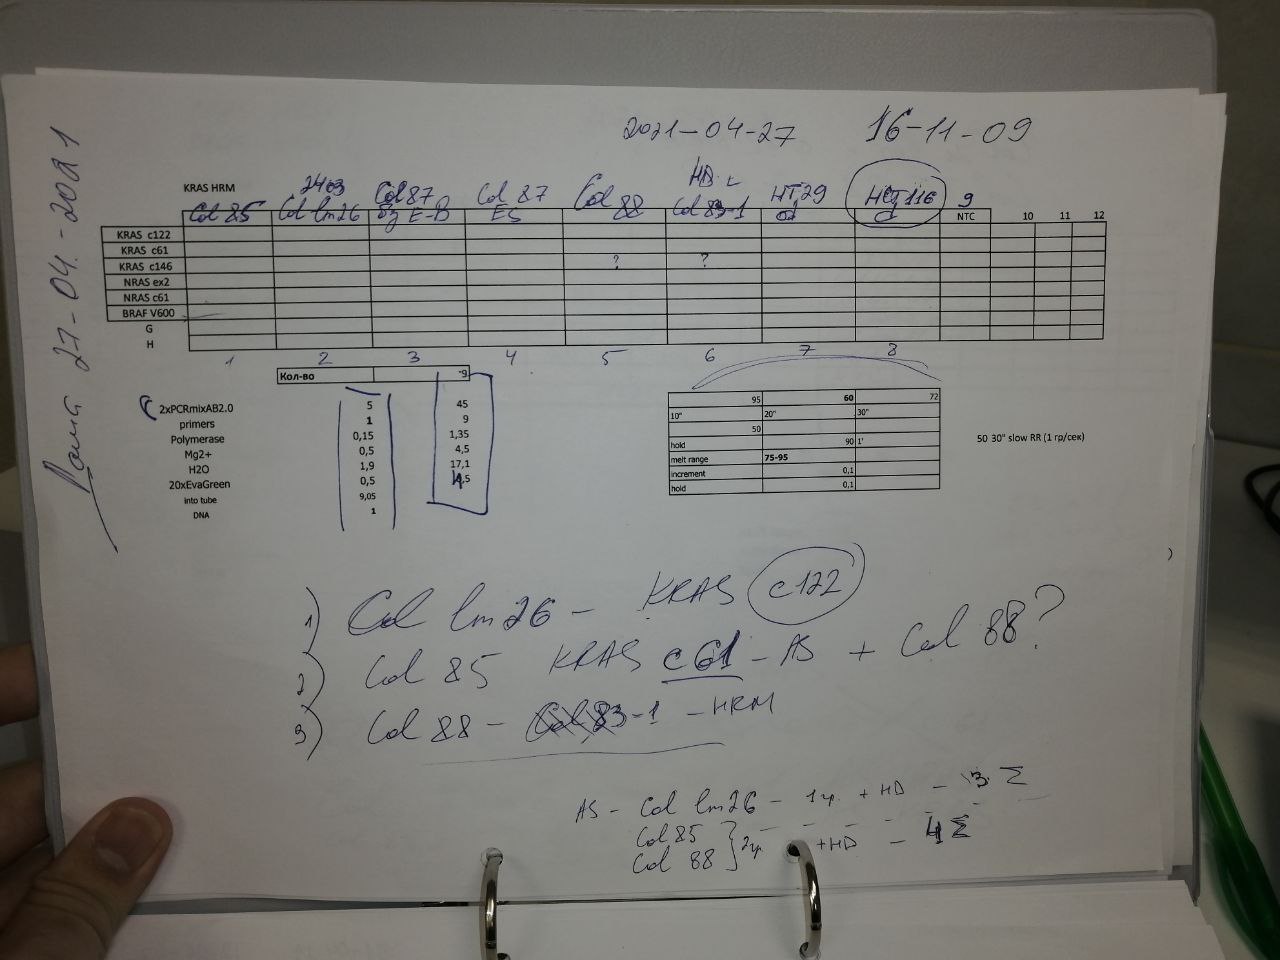 2021-04-27 16-11-09
27-04.-2021
KRAS HRM
2403 Col 87 Col 87 Col 88 HD HT29 HCT116 9
Col 85 Col lm26 E-B ES Col 83-1 cl cl NTC 10 11 12
KRAS c122
KRAS c61
KRAS c146 ? ?
NRAS ex2
NRAS c61
BRAF V600
G
H
1 2 3 4 5 6 7 8
Кол-во 9
2xPCRmixAB2.0 5 45
primers 1 9
Polymerase 0,15 1,35
Mg2+ 0,5 4,5
H2O 1,9 17,1
20xEvaGreen 0,5 4,5
into tube 9,05
DNA 1
95 60 72
10" 20" 30"
50
hold 90 1'
melt range 75-95
increment 0,1
hold 0,1
50 30" slow RR (1 гр/сек)
1) Col lm26 - KRAS c122
2) Col 85 KRAS c61 - AS + Col 88?
3) Col 88 - Col 83-1 - HRM
AS - Col lm26 - 1ч. + HD - 3 Σ
Col 85
Col 88 } 2ч +HD - 4 Σ